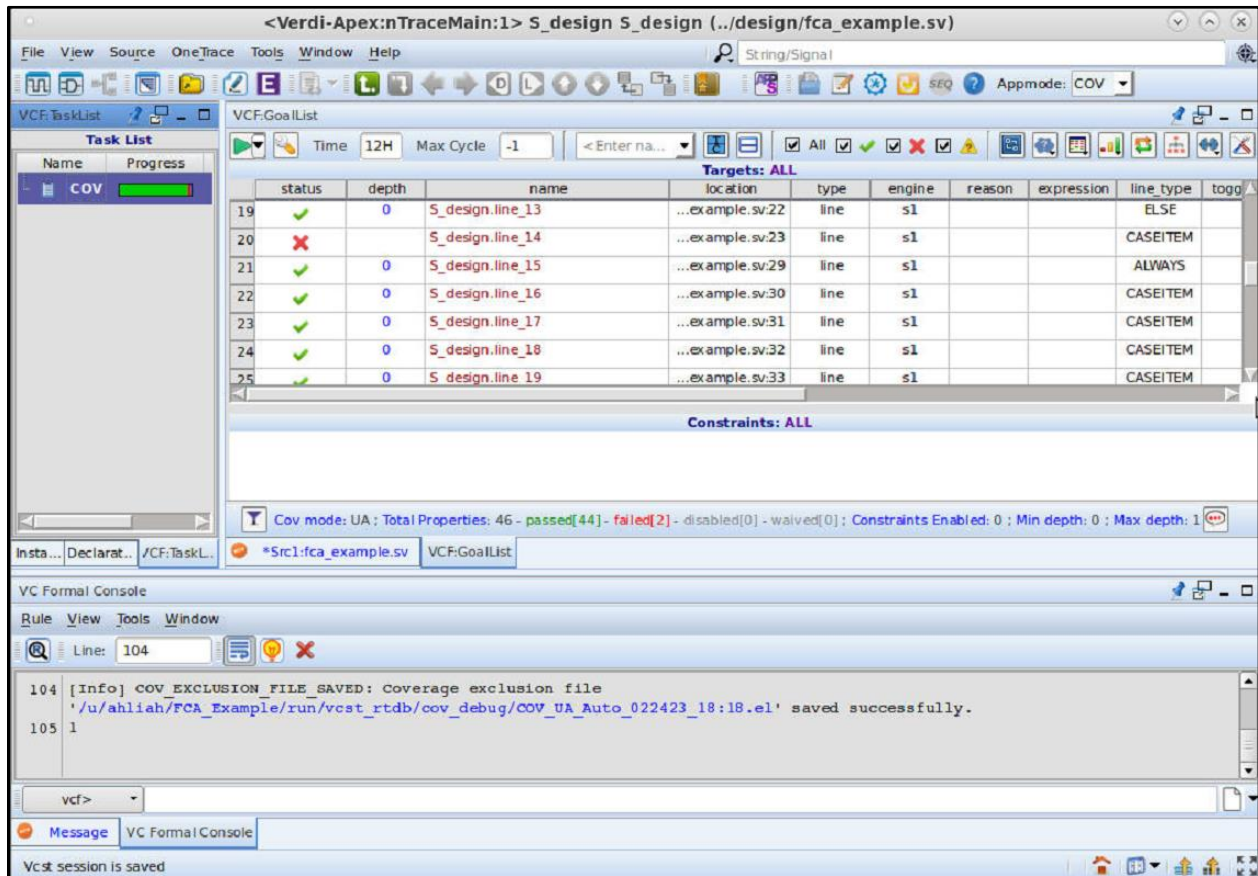 <Verdi-Apex:nTraceMain:1> S_design S_design (../design/fca_example.sv)
File View Source OneTrace Tools Window Help String/Signal
SEQ Appmode: COV
VCF:TaskList VCF:GoalList
Task List Time 12H Max Cycle -1 <Enter na... All
Name Progress Targets: ALL
COV status depth name location type engine reason expression line_type togg
19 0 S_design.line_13 ...example.sv:22 line s1 ELSE
20 S_design.line_14 ...example.sv:23 line s1 CASEITEM
21 0 S_design.line_15 ...example.sv:29 line s1 ALWAYS
22 0 S_design.line_16 ...example.sv:30 line s1 CASEITEM
23 0 S_design.line_17 ...example.sv:31 line s1 CASEITEM
24 0 S_design.line_18 ...example.sv:32 line s1 CASEITEM
25 0 S_design.line_19 ...example.sv:33 line s1 CASEITEM
Constraints: ALL
Cov mode: UA ; Total Properties: 46 - passed[44] - failed[2] - disabled[0] - waived[0] ; Constraints Enabled: 0 ; Min depth: 0 ; Max depth: 1
Insta... Declarat... /CF:TaskL.. *Src1:fca_example.sv VCF:GoalList
VC Formal Console
Rule View Tools Window
Line: 104
104 [Info] COV_EXCLUSION_FILE_SAVED: Coverage exclusion file
'/u/ahliah/FCA_Example/run/vcst_rtdb/cov_debug/COV_UA_Auto_022423_18:18.el' saved successfully.
105 1
vcf>
Message VC Formal Console
Vcst session is saved